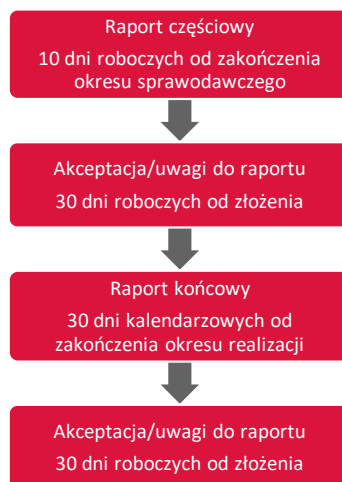 Raport częściowy
10 dni roboczych od zakończenia
okresu sprawodawczego
Akceptacja/uwagi do raportu
30 dni roboczych od złożenia
Raport końcowy
30 dni kalendarzowych od
zakończenia okresu realizacji
Akceptacja/uwagi do raportu
30 dni roboczych od złożenia